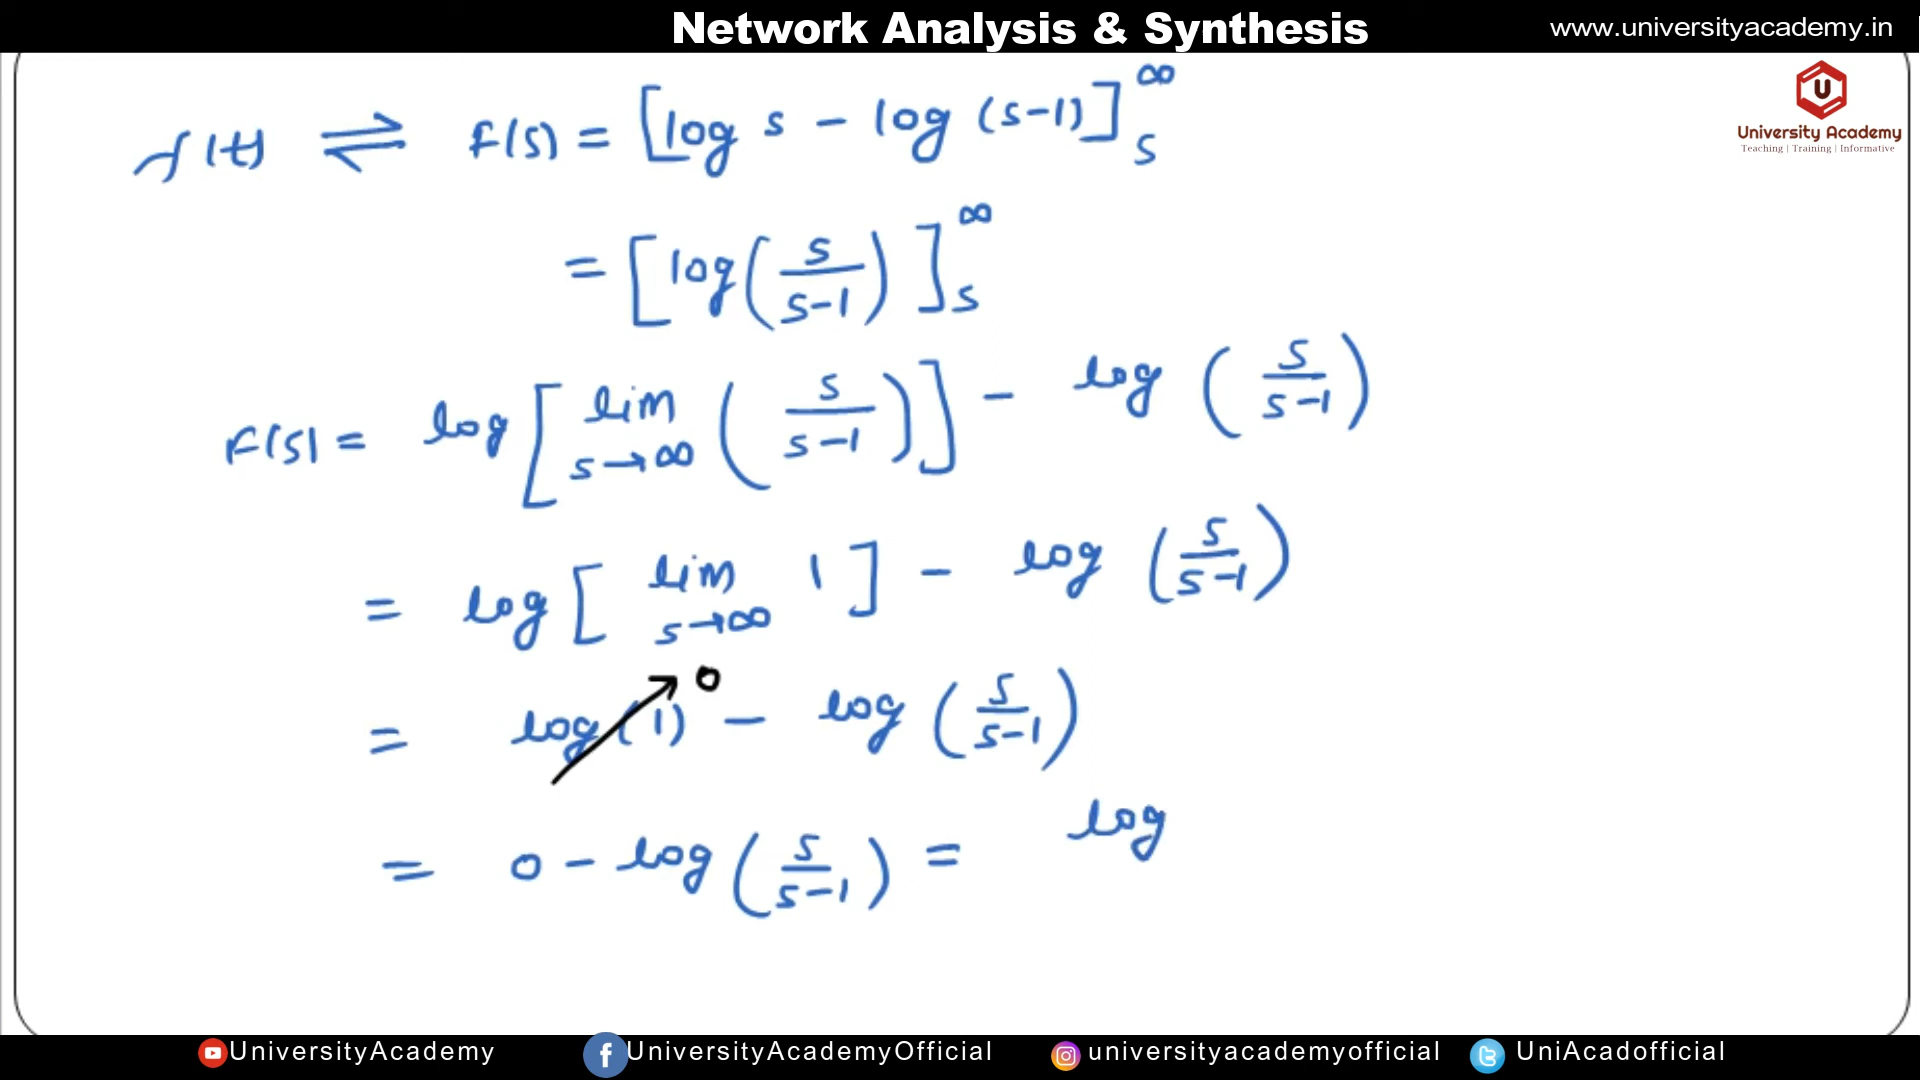 Network Analysis & Synthesis
www.universityacademy.in
U
University Academy
Teaching | Training | Informative
f(t) ⇌ F(s) = [log s - log (s-1)]_s^∞
= [log(s/(s-1))]_s^∞
F(s) = log[lim s→∞ (s/(s-1))] - log (s/(s-1))
= log[lim s→∞ 1] - log (s/(s-1))
= log(1) 0 - log (s/(s-1))
= 0 - log(s/(s-1)) = log
UniversityAcademy
UniversityAcademyOfficial
universityacademyofficial
UniAcadofficial